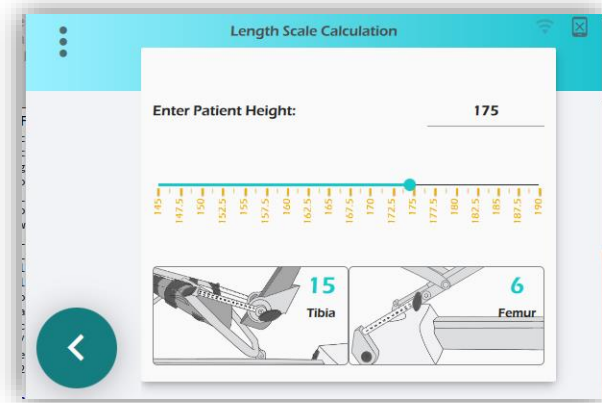 Length Scale Calculation
Enter Patient Height: 175
145 147.5 150 152.5 155 157.5 160 162.5 165 167.5 170 172.5 175 177.5 180 182.5 185 187.5 190
15
Tibia
6
Femur